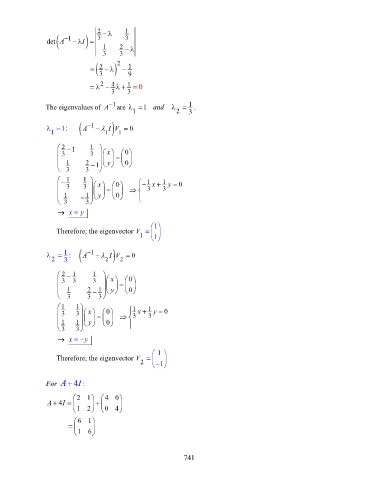 det(A⁻¹ − λI) = | 2/3 − λ   1/3 ; 1/3   2/3 − λ |
= (2/3 − λ)² − 1/9
= λ² − 4/3 λ + 1/3 = 0
The eigenvalues of A⁻¹ are λ₁ = 1 and λ₂ = 1/3 .
λ₁ = 1: (A⁻¹ − λ₁I)V₁ = 0
( 2/3 − 1   1/3 ; 1/3   2/3 − 1 ) ( x ; y ) = ( 0 ; 0 )
( −1/3   1/3 ; 1/3   −1/3 ) ( x ; y ) = ( 0 ; 0 ) ⇒ { −1/3 x + 1/3 y = 0
→ x = y
Therefore; the eigenvector V₁ = ( 1 ; 1 )
λ₂ = 1/3: (A⁻¹ − λ₂I)V₂ = 0
( 2/3 − 1/3   1/3 ; 1/3   2/3 − 1/3 ) ( x ; y ) = ( 0 ; 0 )
( 1/3   1/3 ; 1/3   1/3 ) ( x ; y ) = ( 0 ; 0 ) ⇒ { 1/3 x + 1/3 y = 0
→ x = −y
Therefore; the eigenvector V₂ = ( 1 ; −1 )
For A + 4I :
A + 4I = ( 2 1 ; 1 2 ) + ( 4 0 ; 0 4 )
= ( 6 1 ; 1 6 )
741